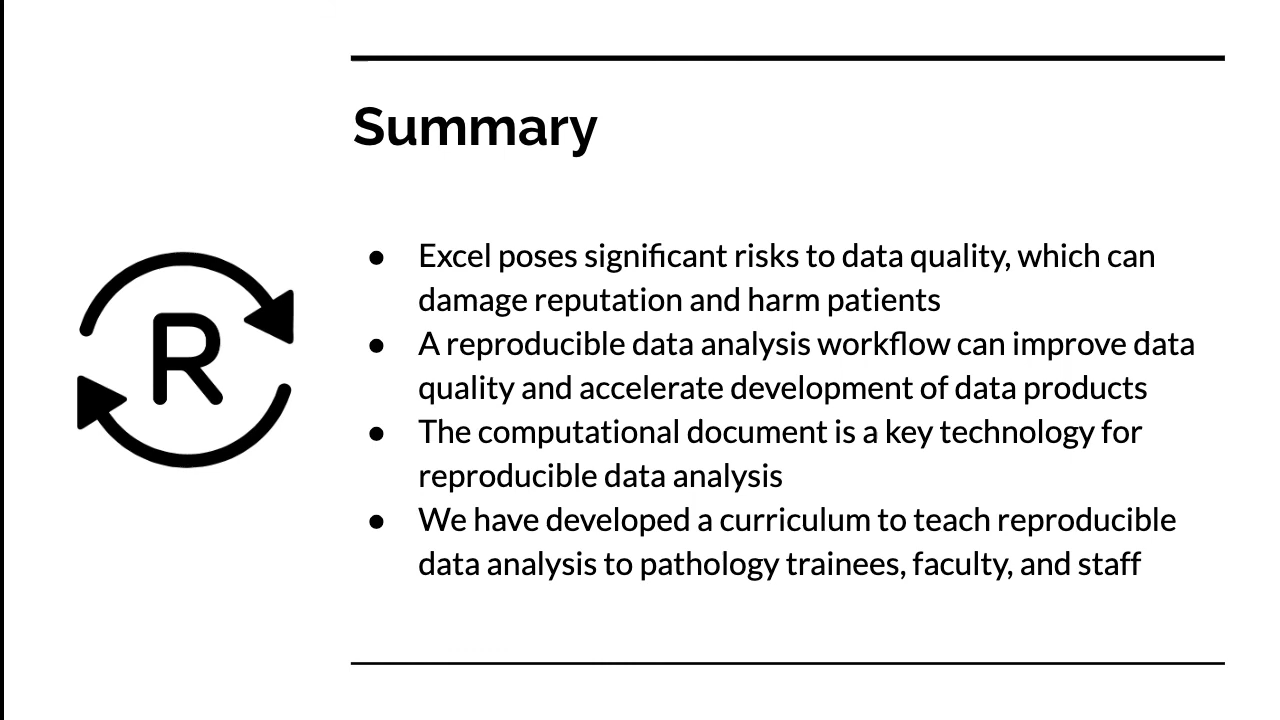 Summary
R
● Excel poses significant risks to data quality, which can
damage reputation and harm patients
● A reproducible data analysis workflow can improve data
quality and accelerate development of data products
● The computational document is a key technology for
reproducible data analysis
● We have developed a curriculum to teach reproducible
data analysis to pathology trainees, faculty, and staff